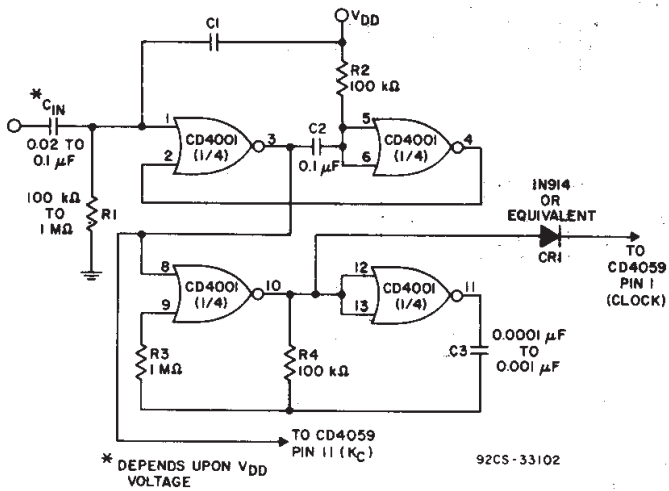 C1
VDD
R2
100 kΩ
* CIN
0.02 TO
0.1 µF
1
2
CD4001
(1/4)
3
C2
0.1 µF
5
6
CD4001
(1/4)
4
100 kΩ
TO
1 MΩ
R1
1N914
OR
EQUIVALENT
CR1
TO
CD4059
PIN 1
(CLOCK)
8
9
CD4001
(1/4)
10
12
13
CD4001
(1/4)
11
R3
1 MΩ
R4
100 kΩ
C3
0.0001 µF
TO
0.001 µF
TO CD4059
PIN 11 (KC)
* DEPENDS UPON VDD
VOLTAGE
92CS-33102